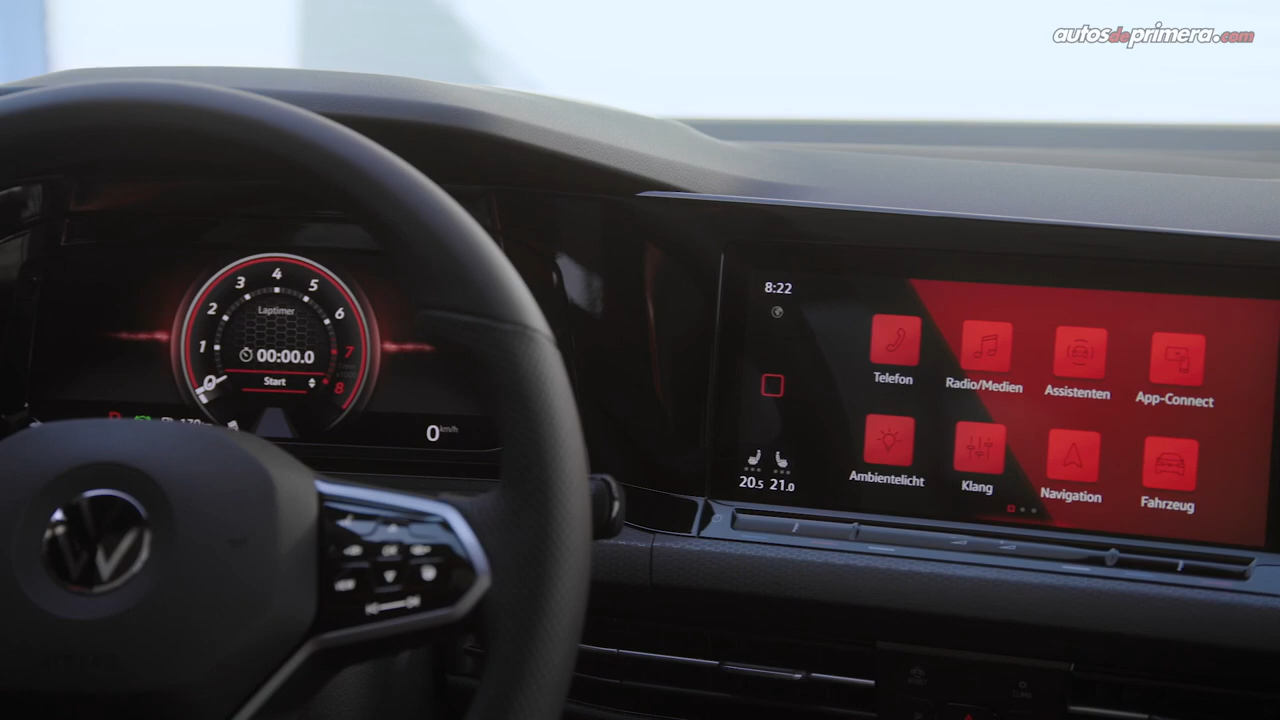 autosdeprimera.com
8:22
4
3 5
2 6
1 7
0 8
Laptimer
00:00.0
Start
0 km/h
Telefon
Radio/Medien
Assistenten
App-Connect
Ambientelicht
Klang
Navigation
Fahrzeug
20.5 21.0